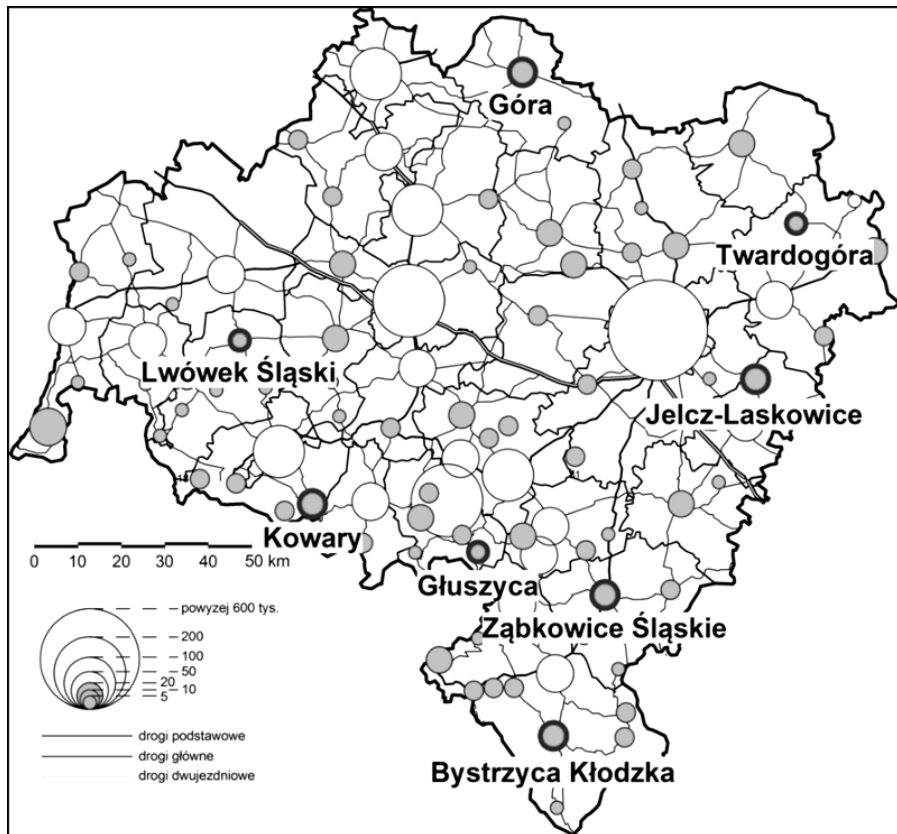 Góra
Twardogóra
Lwówek Śląski
Jelcz-Laskowice
Kowary
0 10 20 30 40 50 km
Głuszyca
Ząbkowice Śląskie
powyzej 600 tys.
200
100
50
20
10
5
drogi podstawowe
drogi główne
drogi dwujezdniowe
Bystrzyca Kłodzka